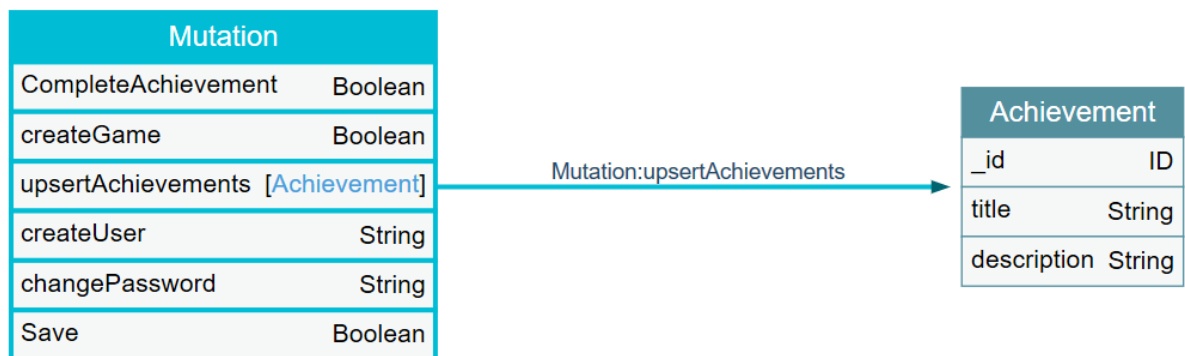 Mutation
CompleteAchievement Boolean
createGame Boolean
upsertAchievements [Achievement]
createUser String
changePassword String
Save Boolean
Mutation:upsertAchievements
Achievement
_id ID
title String
description String